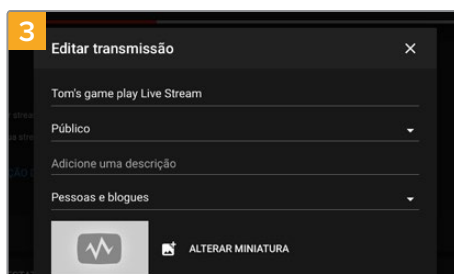 3
Editar transmissão
Tom's game play Live Stream
Público
Adicione uma descrição
Pessoas e blogues
ALTERAR MINIATURA